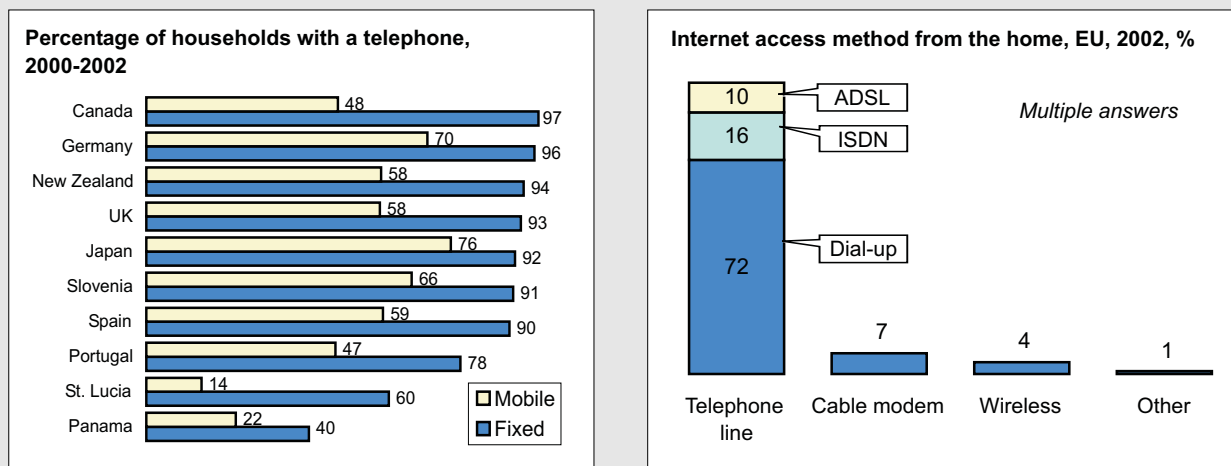 Percentage of households with a telephone,
2000-2002
Canada 48 97
Germany 70 96
New Zealand 58 94
UK 58 93
Japan 76 92
Slovenia 66 91
Spain 59 90
Portugal 47 78
St. Lucia 14 60
Panama 22 40
Mobile
Fixed
Internet access method from the home, EU, 2002, %
Multiple answers
10 ADSL
16 ISDN
72 Dial-up
7
4
1
Telephone
line
Cable modem
Wireless
Other